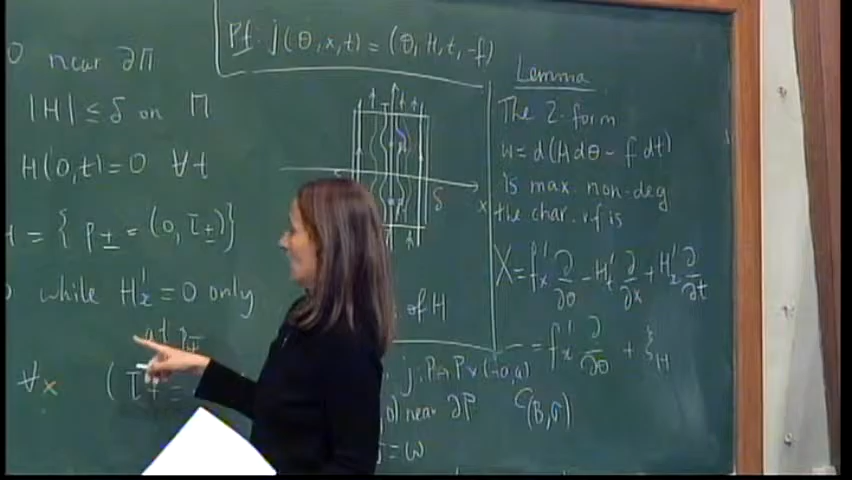 0 near ∂Π
|H| ≤ δ on Π
H(0,t)=0 ∀t
= { p± = (0, τ±)}
while H'x = 0 only
at p±
∀x
Pf: j(θ,x,t) = (θ,H,t,-f)
δ
x
of H
near ∂P
j = ω
C(B,σ)
Lemma
The 2-form
w = d(Hdθ - f dt)
is max. non-deg
the char. v.f is
X = f'x ∂/∂θ - H't ∂/∂x + H'x ∂/∂t
= f'x ∂/∂θ + ξH